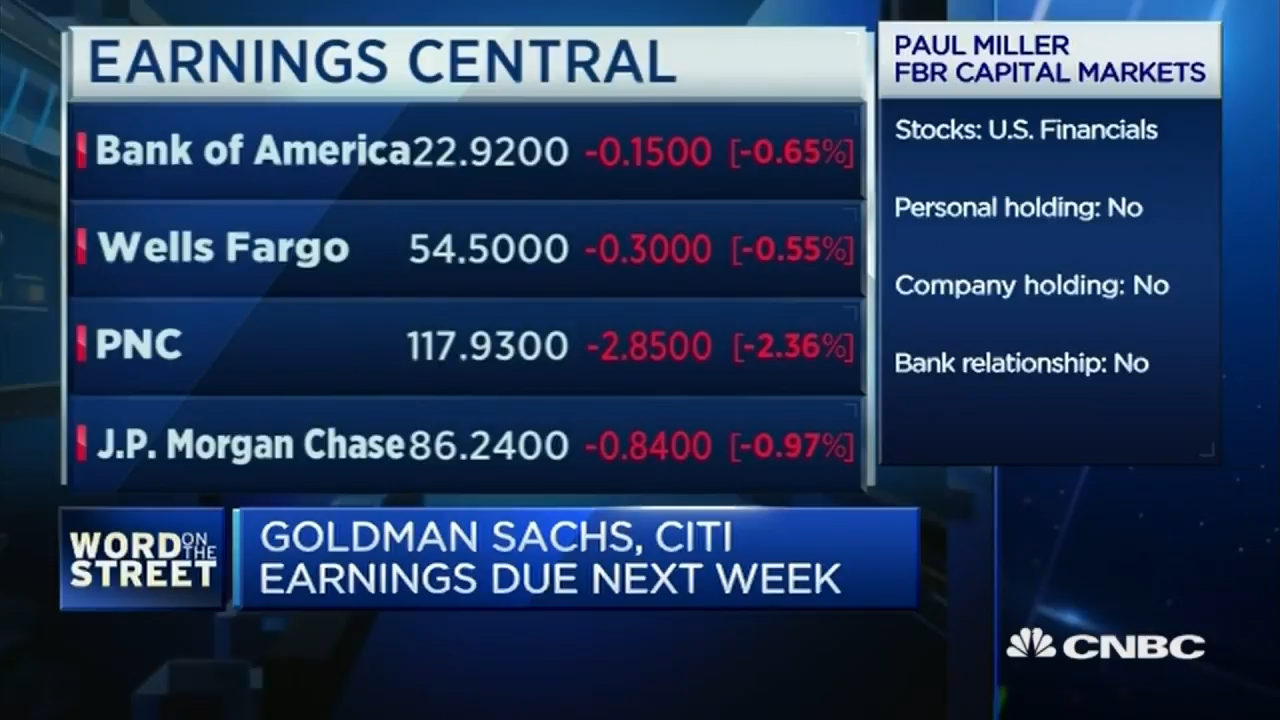 EARNINGS CENTRAL
Bank of America 22.9200 -0.1500 [-0.65%]
Wells Fargo 54.5000 -0.3000 [-0.55%]
PNC 117.9300 -2.8500 [-2.36%]
J.P. Morgan Chase 86.2400 -0.8400 [-0.97%]
PAUL MILLER
FBR CAPITAL MARKETS
Stocks: U.S. Financials
Personal holding: No
Company holding: No
Bank relationship: No
WORD ON THE
STREET
GOLDMAN SACHS, CITI
EARNINGS DUE NEXT WEEK
CNBC